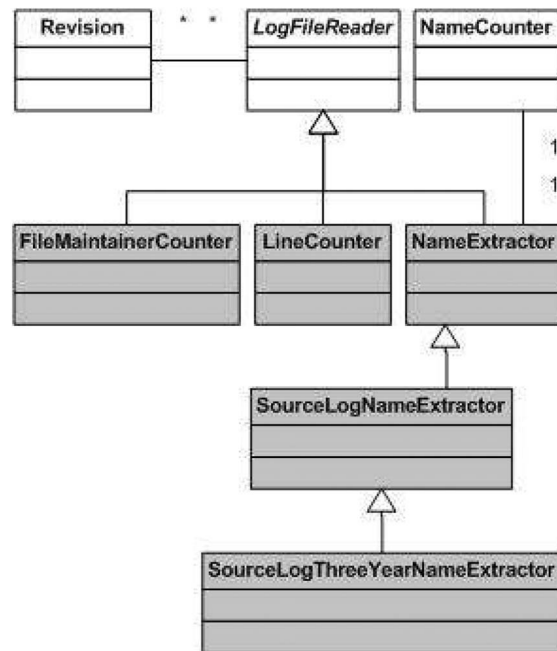 Revision
* *
LogFileReader
NameCounter
1
1
FileMaintainerCounter
LineCounter
NameExtractor
SourceLogNameExtractor
SourceLogThreeYearNameExtractor